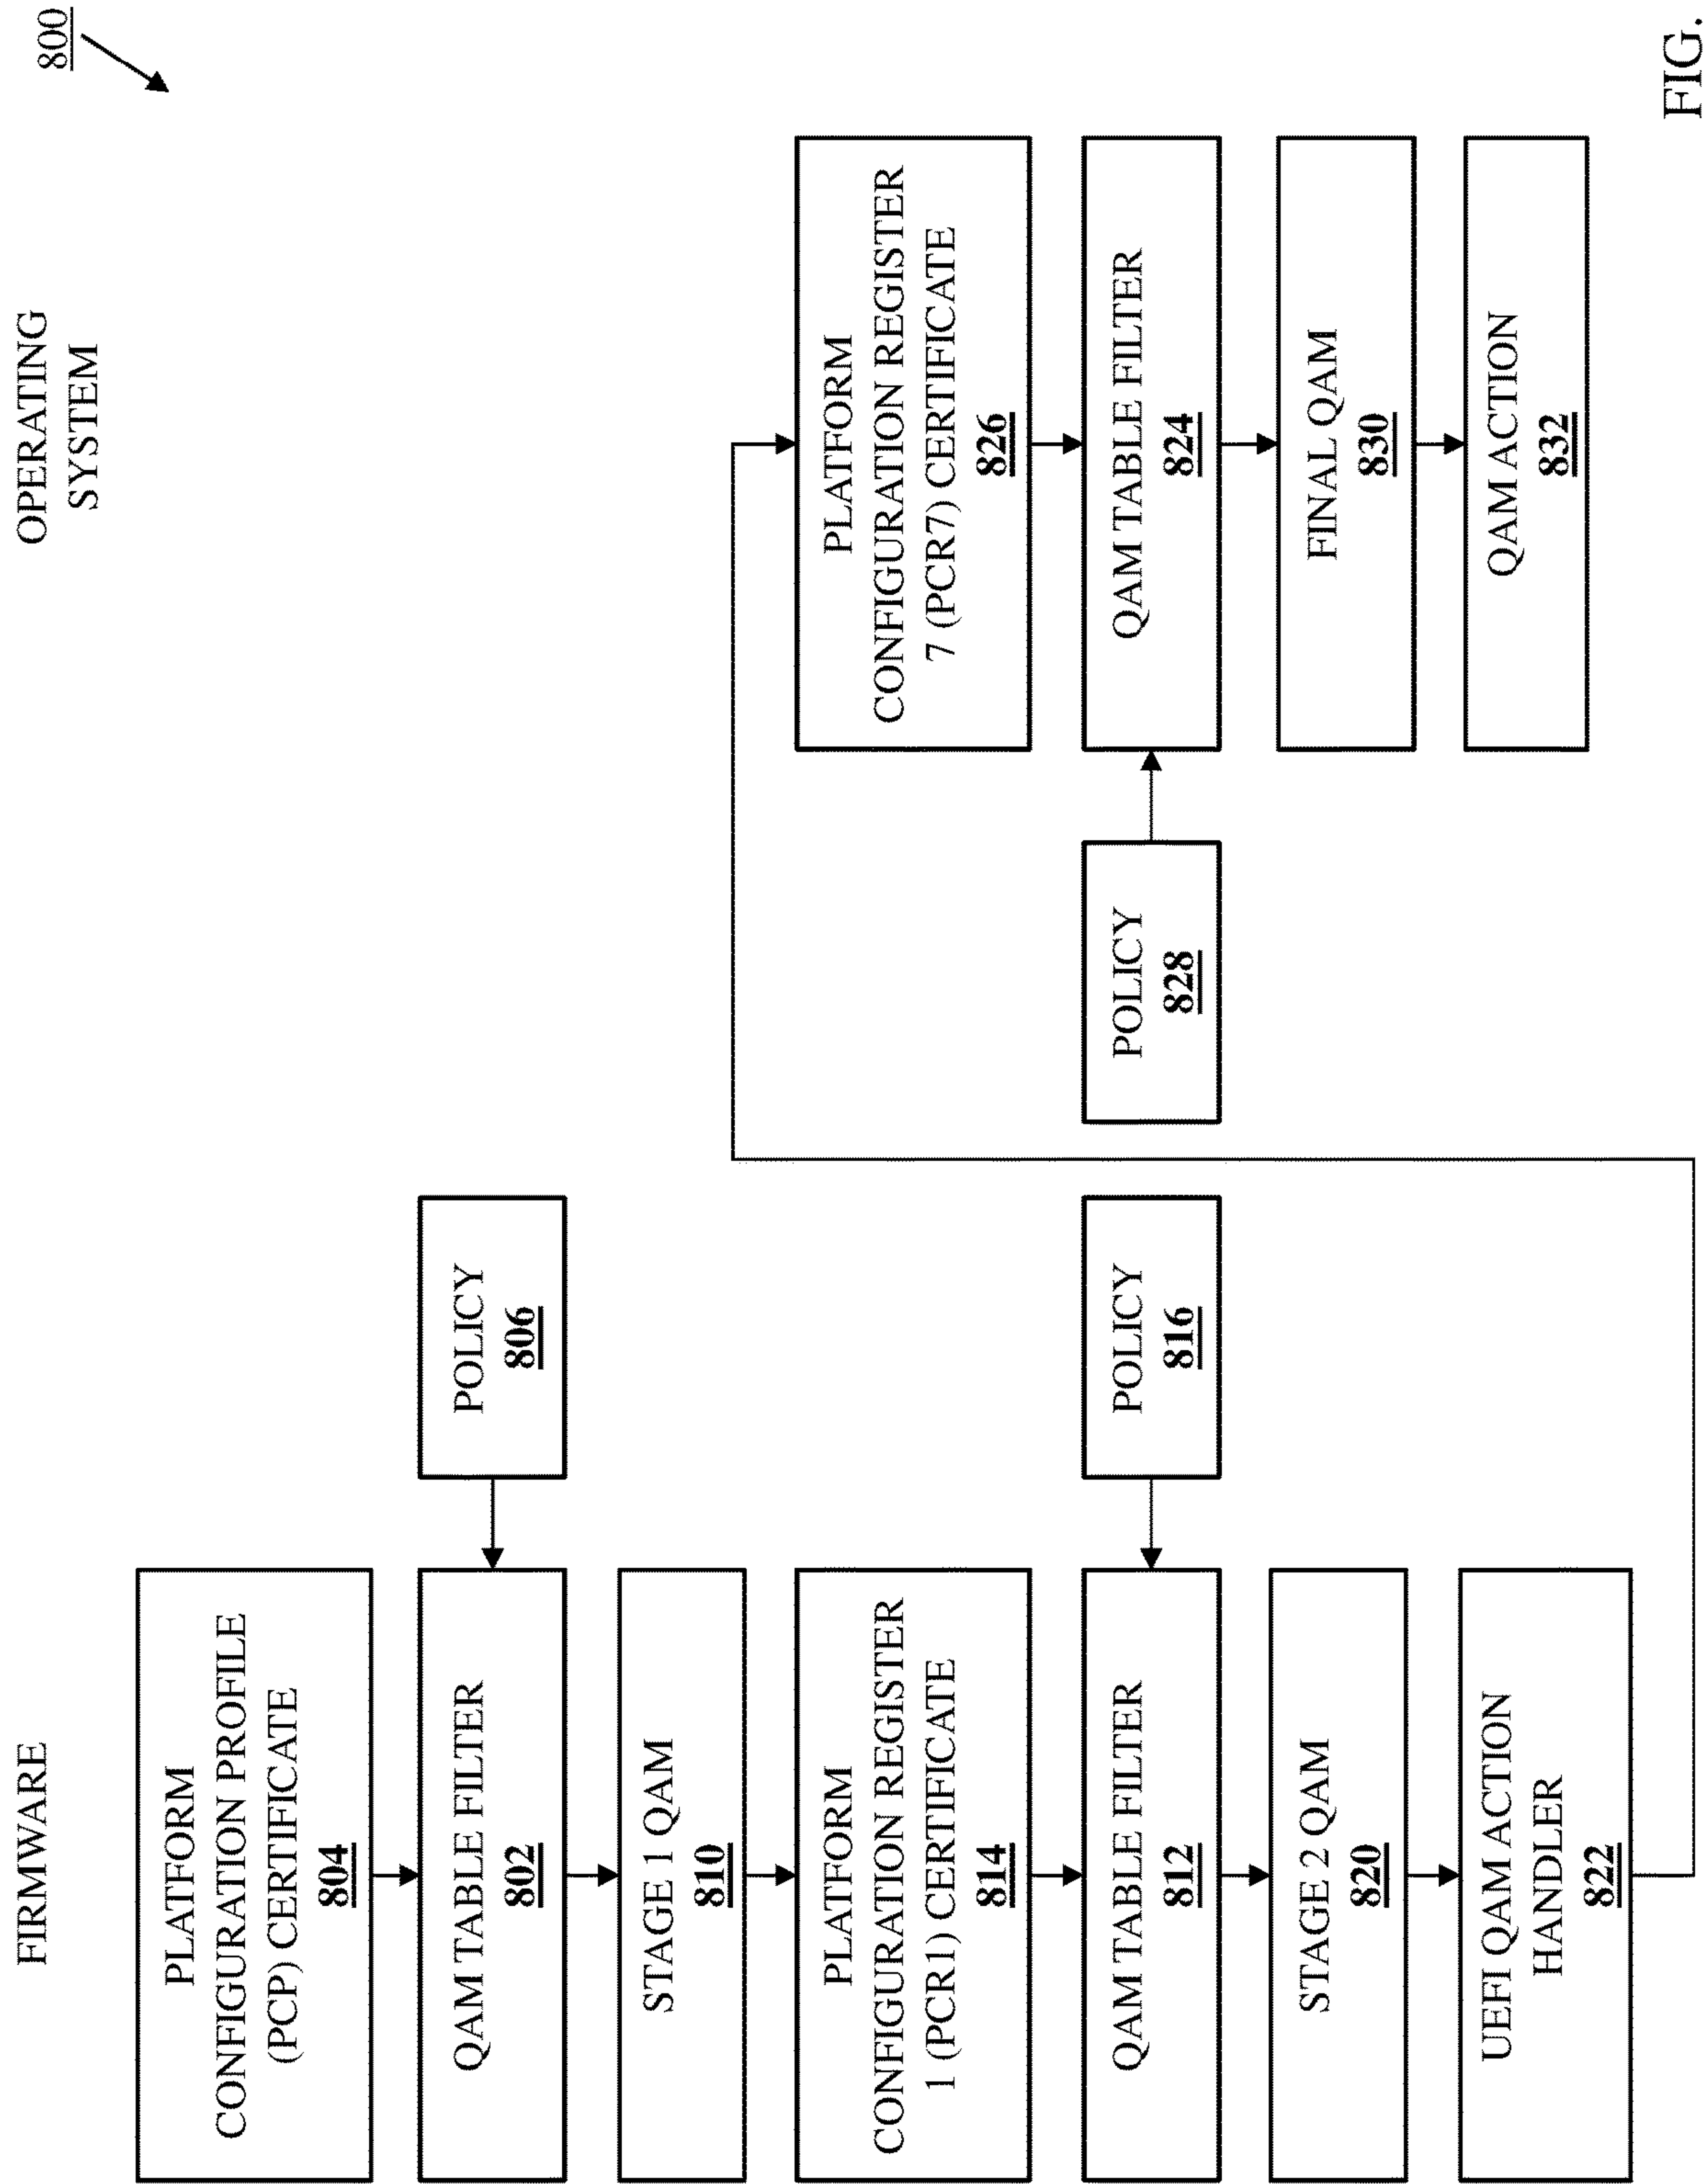 800
FIRMWARE
PLATFORM
CONFIGURATION PROFILE
(PCP) CERTIFICATE
804
QAM TABLE FILTER
802
POLICY
806
STAGE 1 QAM
810
PLATFORM
CONFIGURATION REGISTER
1 (PCR1) CERTIFICATE
814
QAM TABLE FILTER
812
POLICY
816
STAGE 2 QAM
820
UEFI QAM ACTION
HANDLER
822
OPERATING
SYSTEM
PLATFORM
CONFIGURATION REGISTER
7 (PCR7) CERTIFICATE
826
POLICY
828
QAM TABLE FILTER
824
FINAL QAM
830
QAM ACTION
832
FIG.